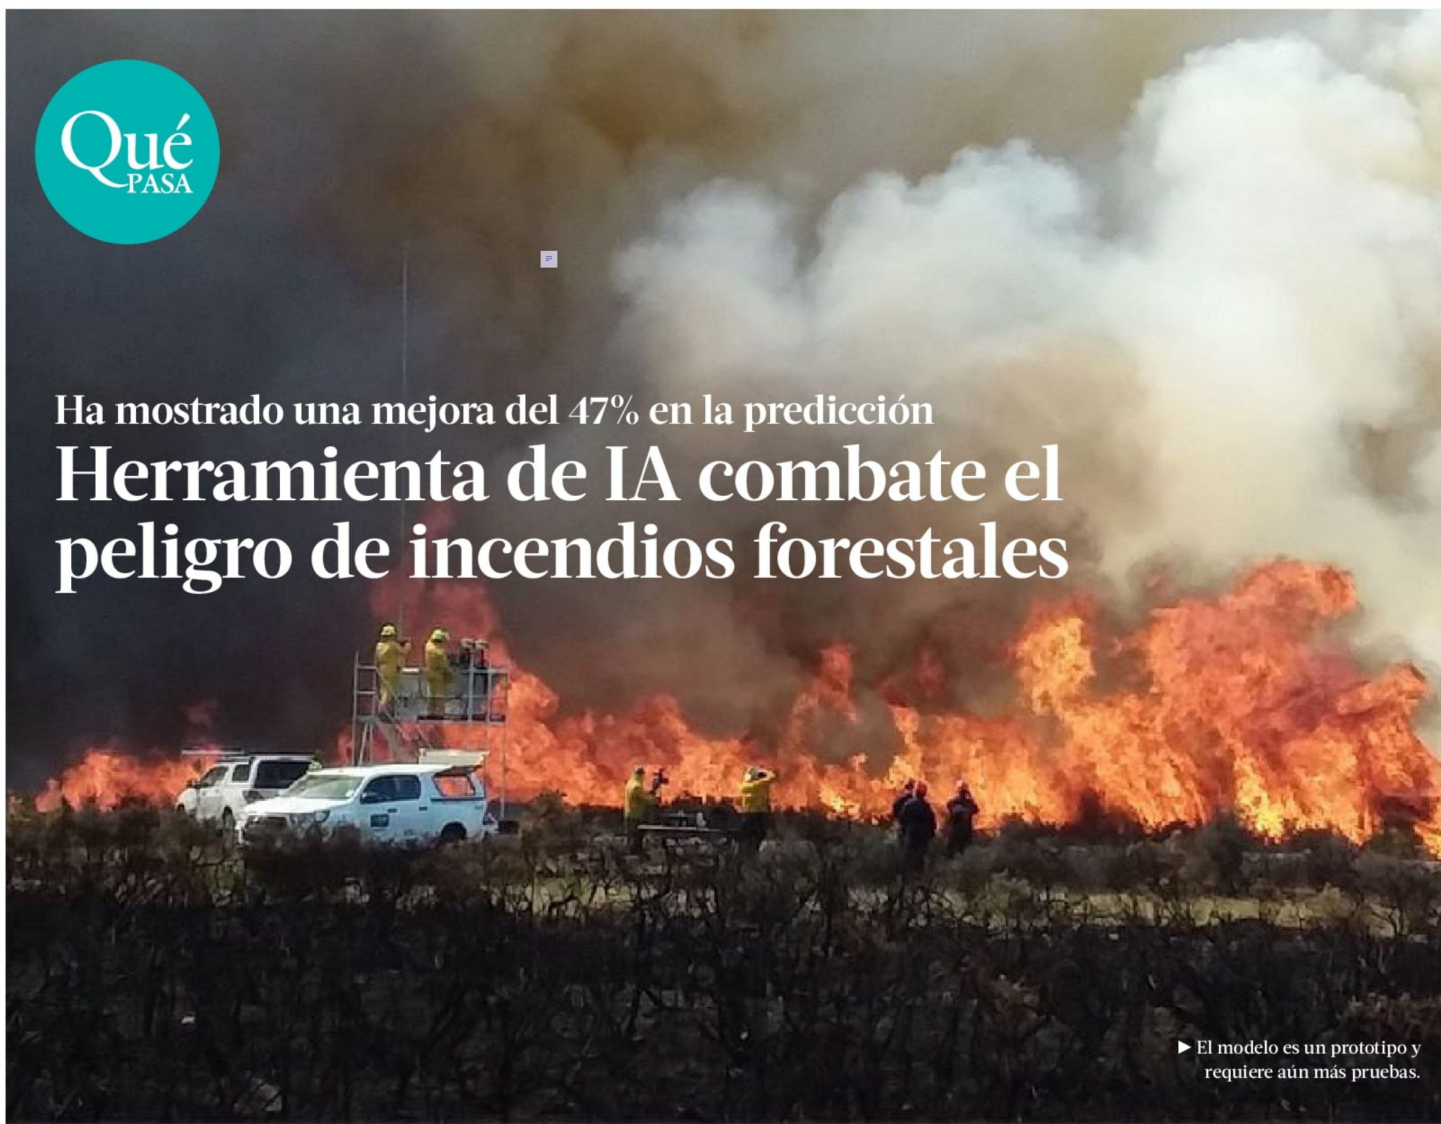 Qué
PASA
Ha mostrado una mejora del 47% en la predicción
Herramienta de IA combate el
peligro de incendios forestales
▶ El modelo es un prototipo y
requiere aún más pruebas.